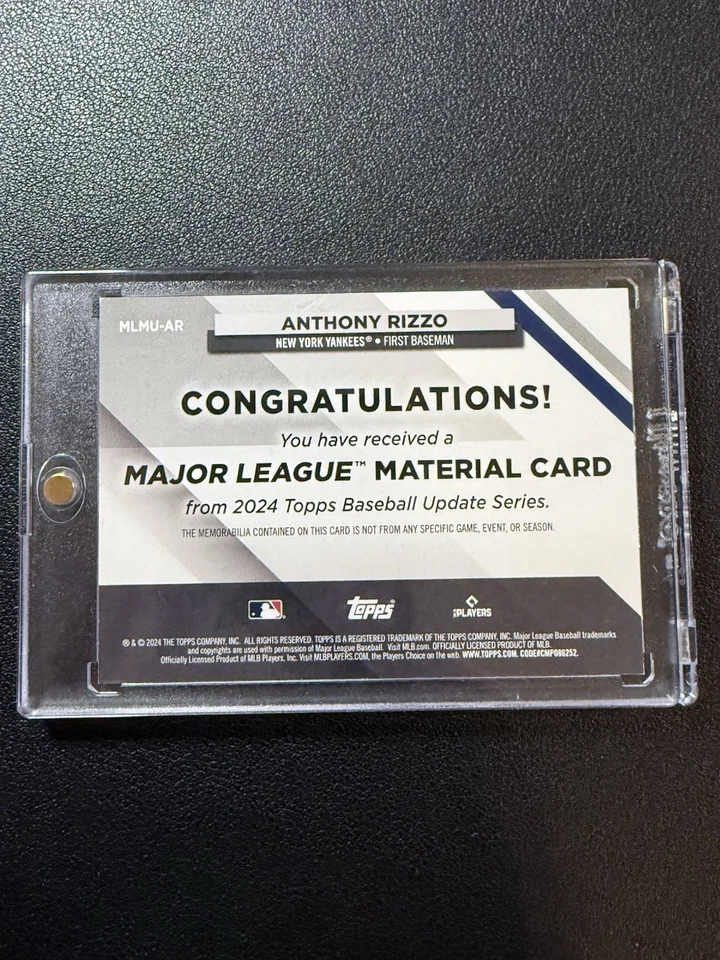 MLMU-AR
ANTHONY RIZZO
NEW YORK YANKEES® • FIRST BASEMAN
CONGRATULATIONS!
You have received a
MAJOR LEAGUE™ MATERIAL CARD
from 2024 Topps Baseball Update Series.
THE MEMORABILIA CONTAINED ON THIS CARD IS NOT FROM ANY SPECIFIC GAME, EVENT, OR SEASON.
topps
PLAYERS
® & © 2024 THE TOPPS COMPANY, INC. ALL RIGHTS RESERVED. TOPPS IS A REGISTERED TRADEMARK OF THE TOPPS COMPANY, INC. Major League Baseball trademarks
and copyrights are used with permission of Major League Baseball. Visit MLB.com. OFFICIALLY LICENSED PRODUCT OF MLB.
Officially Licensed Product of MLB Players, Inc. Visit MLBPLAYERS.COM, the Players Choice on the web. WWW.TOPPS.COM. CODE#CMP086252.